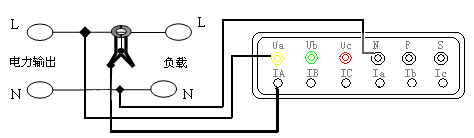 L
L
电力输出
负载
N
N
Ua Ub Uc N P S
IA IB IC Ia Ib Ic